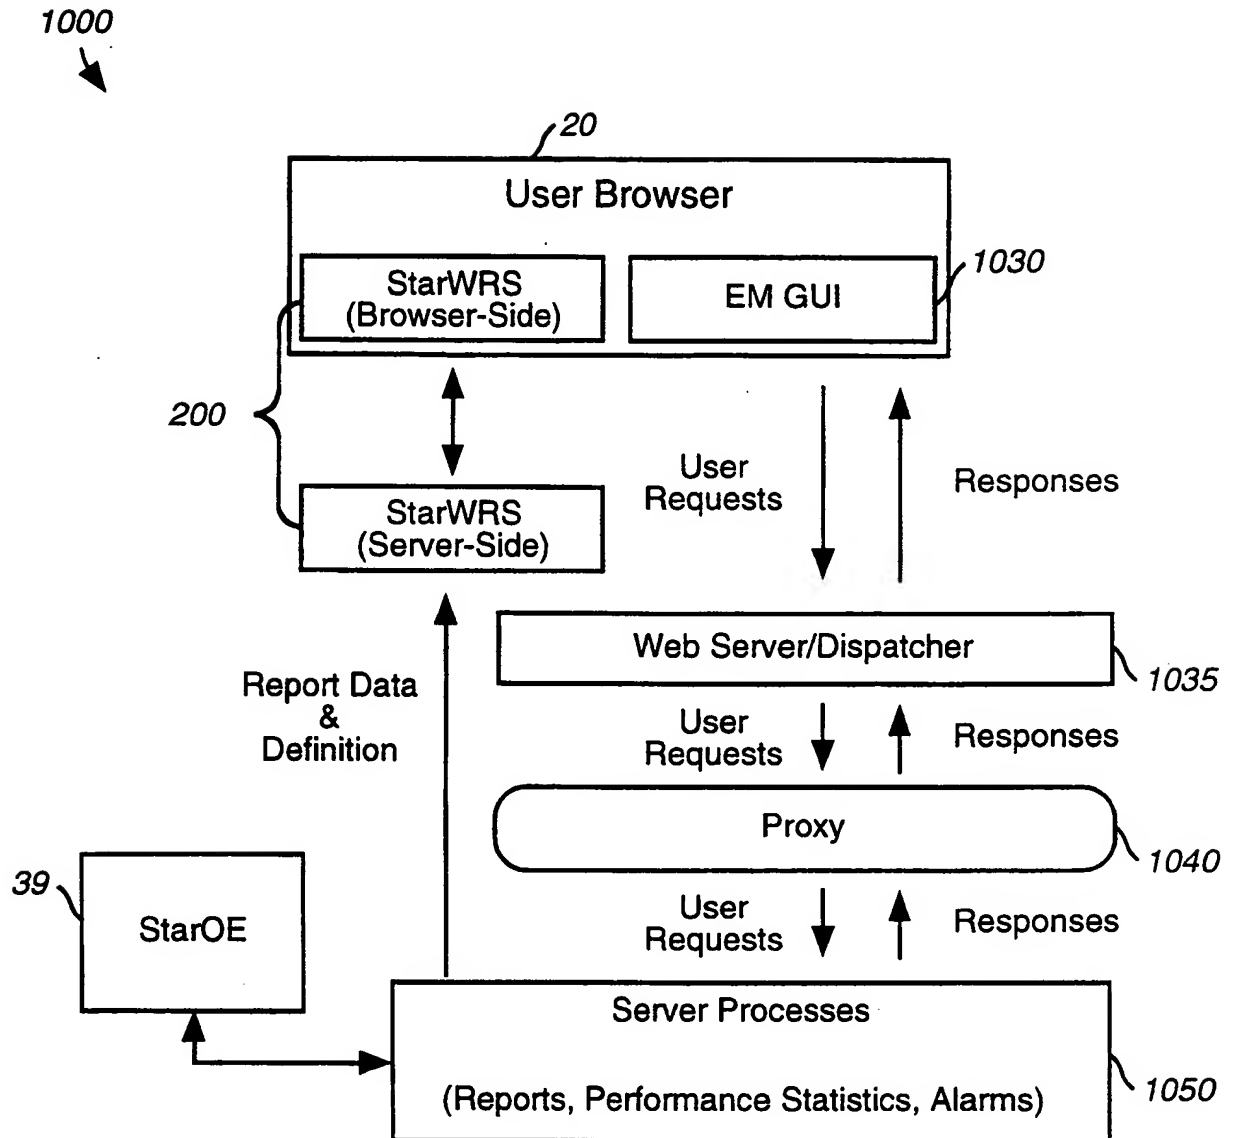 1000
20
User Browser
StarWRS
(Browser-Side)
EM GUI
1030
200
User
Requests
Responses
StarWRS
(Server-Side)
Web Server/Dispatcher
1035
Report Data
&
Definition
User
Requests
Responses
Proxy
1040
39
StarOE
User
Requests
Responses
Server Processes
(Reports, Performance Statistics, Alarms)
1050